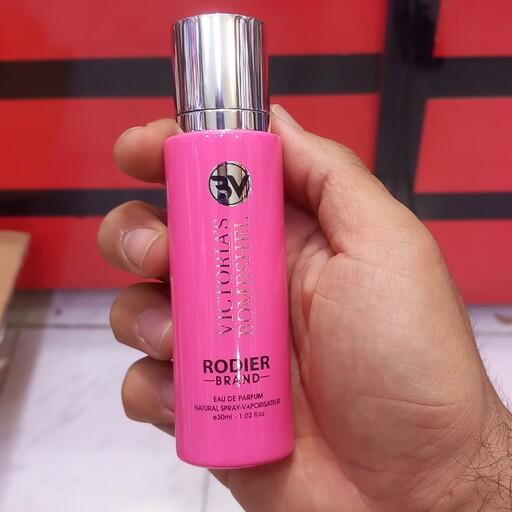 BV
VICTORIA'S
BOMBSHEL
RODIER
BRAND
EAU DE PARFUM
NATURAL SPRAY-VAPORISATEUR
e30ml - 1.02 fl.oz